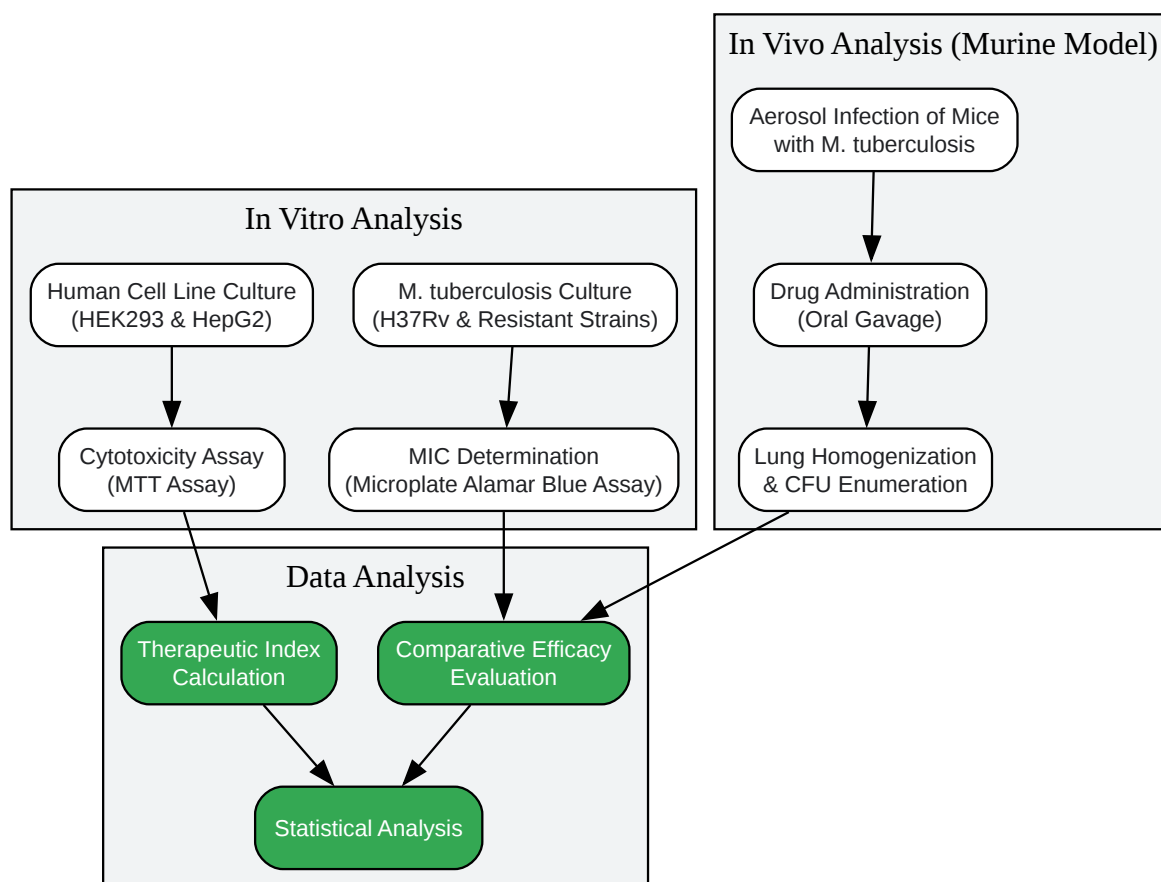 In Vivo Analysis (Murine Model)
Aerosol Infection of Mice
with M. tuberculosis
Drug Administration
(Oral Gavage)
Lung Homogenization
& CFU Enumeration
In Vitro Analysis
Human Cell Line Culture
(HEK293 & HepG2)
M. tuberculosis Culture
(H37Rv & Resistant Strains)
Cytotoxicity Assay
(MTT Assay)
MIC Determination
(Microplate Alamar Blue Assay)
Data Analysis
Therapeutic Index
Calculation
Comparative Efficacy
Evaluation
Statistical Analysis